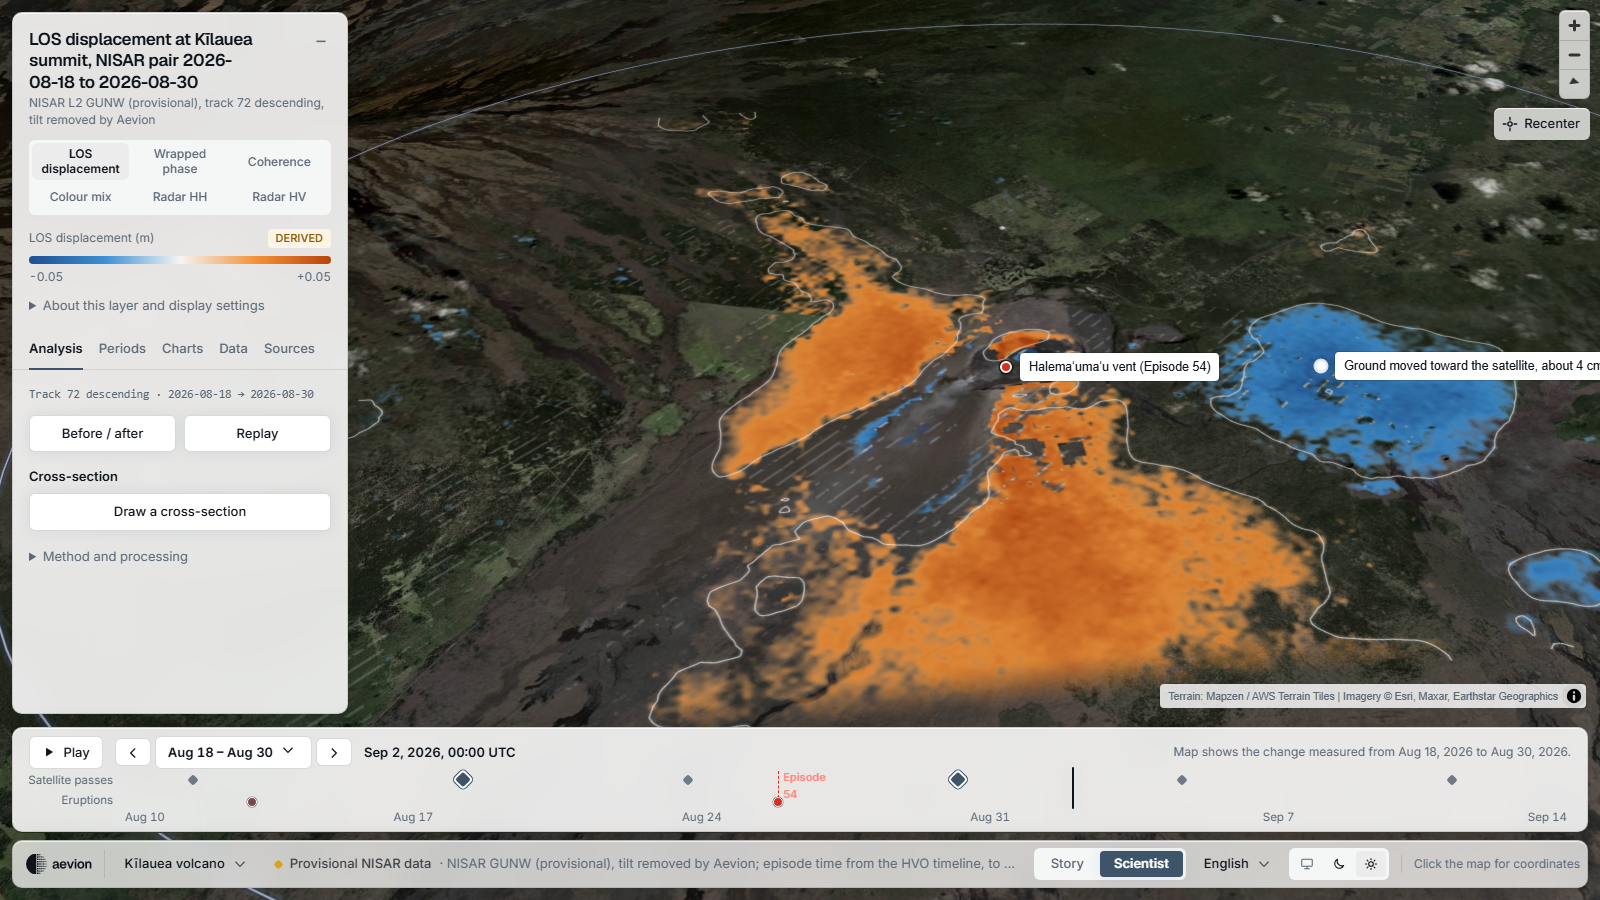 LOS displacement at Kīlauea
summit, NISAR pair 2026-
08-18 to 2026-08-30
NISAR L2 GUNW (provisional), track 72 descending,
tilt removed by Aevion
LOS
displacement
Wrapped
phase
Coherence
Colour mix
Radar HH
Radar HV
LOS displacement (m)
DERIVED
-0.05
+0.05
About this layer and display settings
Analysis
Periods
Charts
Data
Sources
Track 72 descending · 2026-08-18 → 2026-08-30
Before / after
Replay
Cross-section
Draw a cross-section
Method and processing
Recenter
Halemaʻumaʻu vent (Episode 54)
Ground moved toward the satellite, about 4 cm
Terrain: Mapzen / AWS Terrain Tiles | Imagery © Esri, Maxar, Earthstar Geographics
Play
Aug 18 – Aug 30
Sep 2, 2026, 00:00 UTC
Map shows the change measured from Aug 18, 2026 to Aug 30, 2026.
Satellite passes
Eruptions
Episode
54
Aug 10
Aug 17
Aug 24
Aug 31
Sep 7
Sep 14
aevion
Kīlauea volcano
Provisional NISAR data · NISAR GUNW (provisional), tilt removed by Aevion; episode time from the HVO timeline, to ...
Story
Scientist
English
Click the map for coordinates